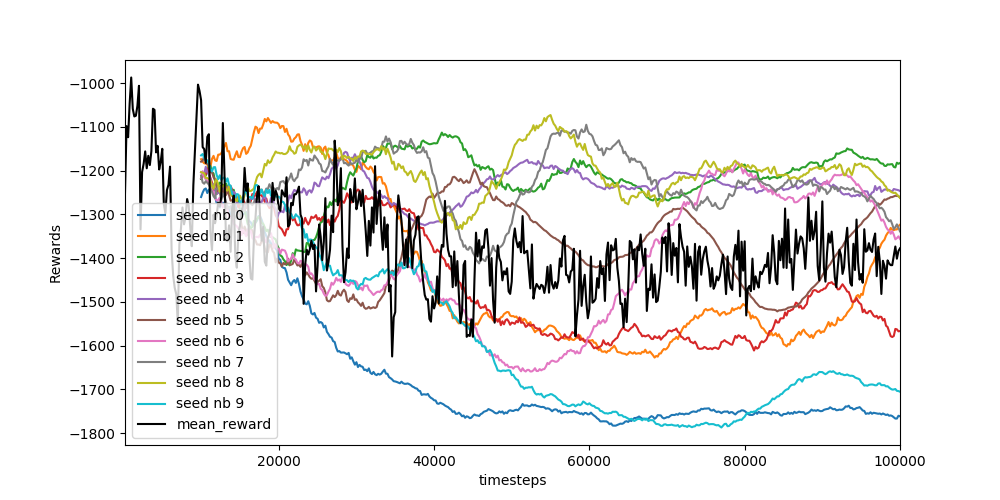 −1000
−1100
−1200
−1300
−1400
−1500
−1600
−1700
−1800
Rewards
seed nb 0
seed nb 1
seed nb 2
seed nb 3
seed nb 4
seed nb 5
seed nb 6
seed nb 7
seed nb 8
seed nb 9
mean_reward
20000
40000
60000
80000
100000
timesteps